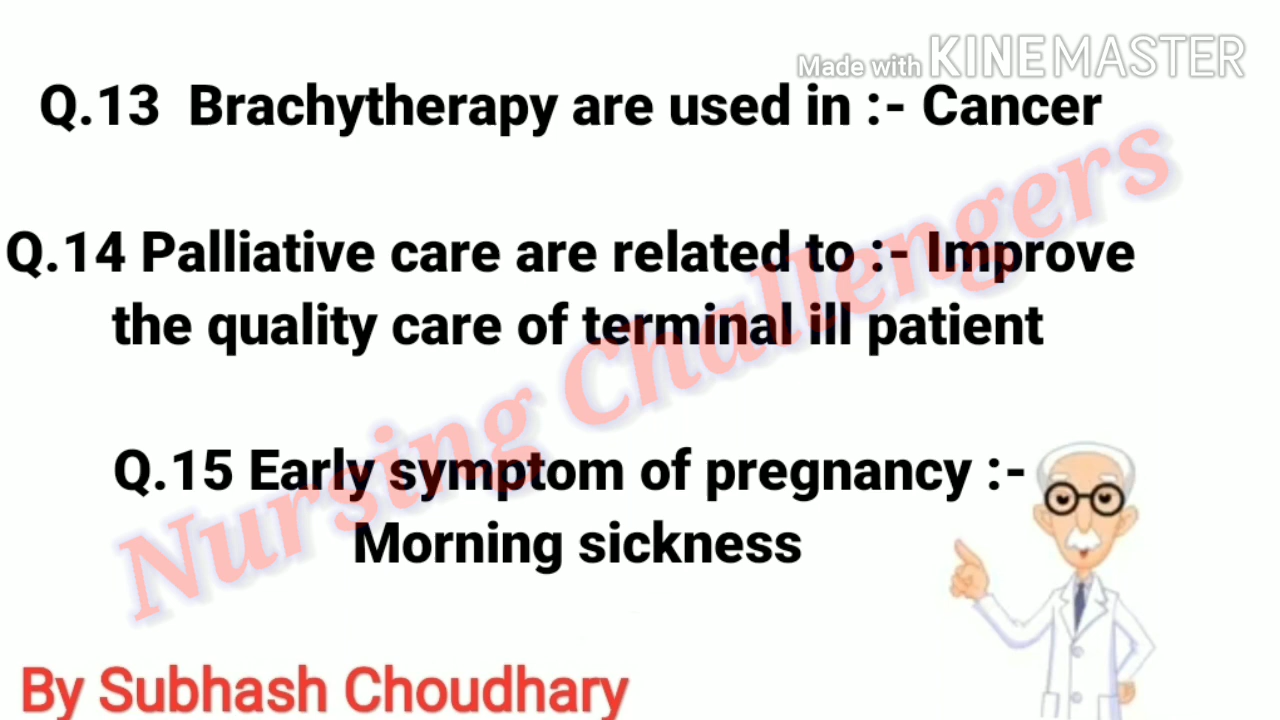 Made with KINEMASTER
Q.13 Brachytherapy are used in :- Cancer
Q.14 Palliative care are related to :- Improve
the quality care of terminal ill patient
Q.15 Early symptom of pregnancy :-
Morning sickness
Nursing Challengers
By Subhash Choudhary